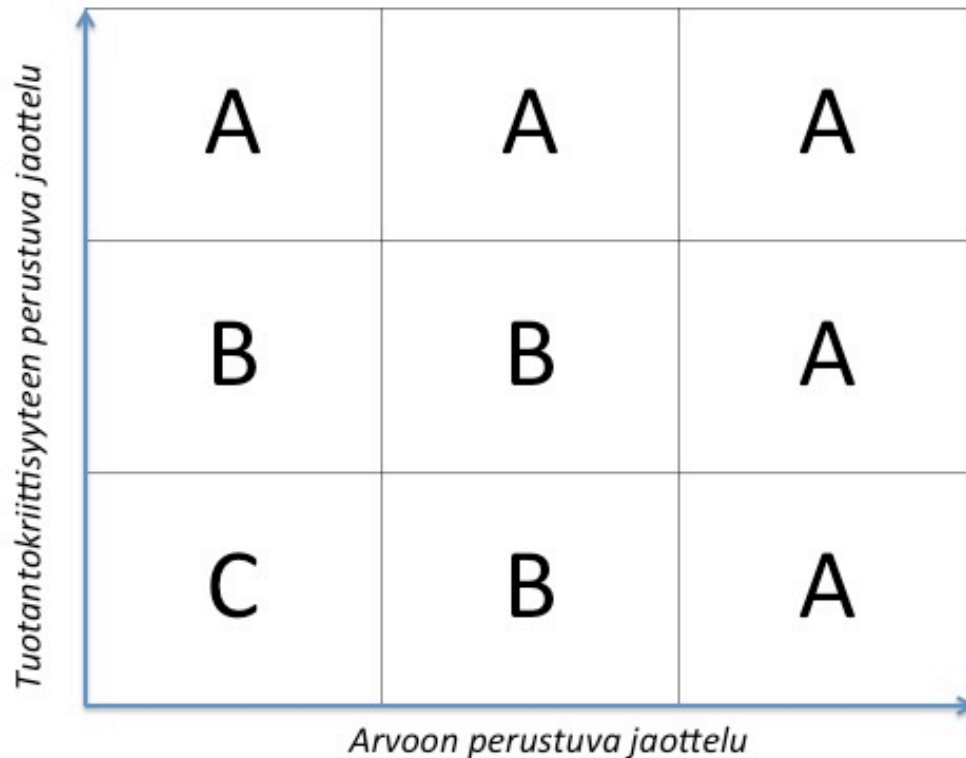 Tuotantokriittisyyteen perustuva jaottelu
A A A
B B A
C B A
Arvoon perustuva jaottelu